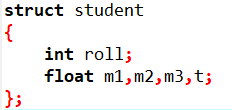 struct student
{
    int roll;
    float m1,m2,m3,t;
};